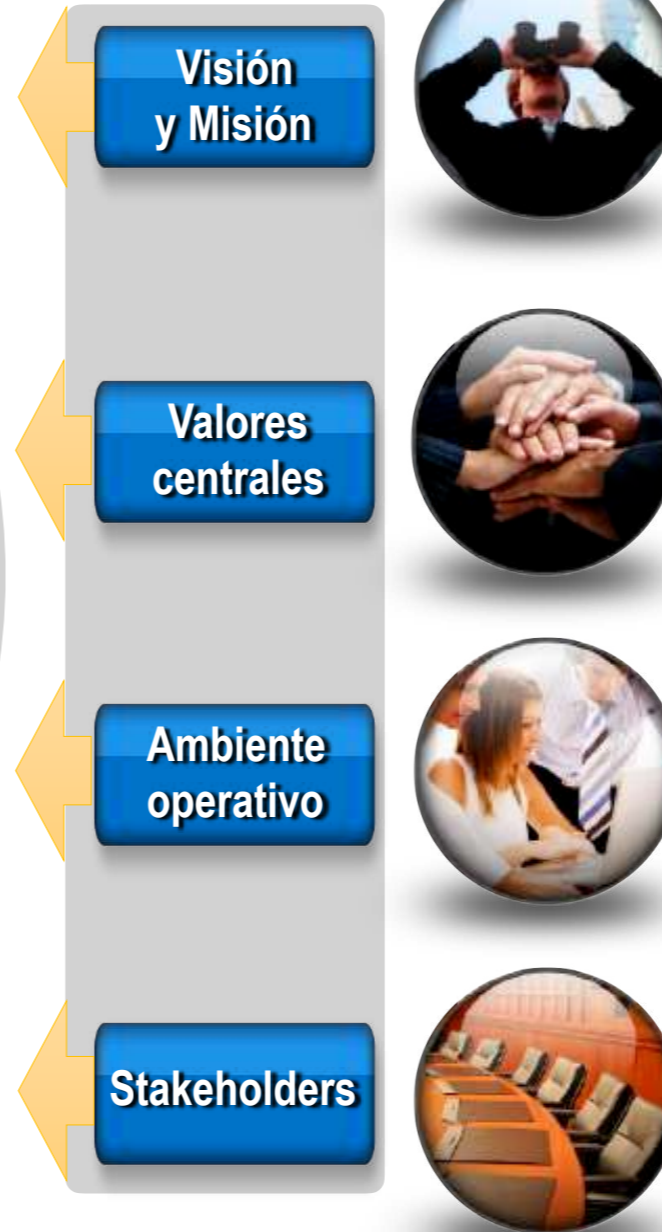 Visión
y Misión
Valores
centrales
Ambiente
operativo
Stakeholders